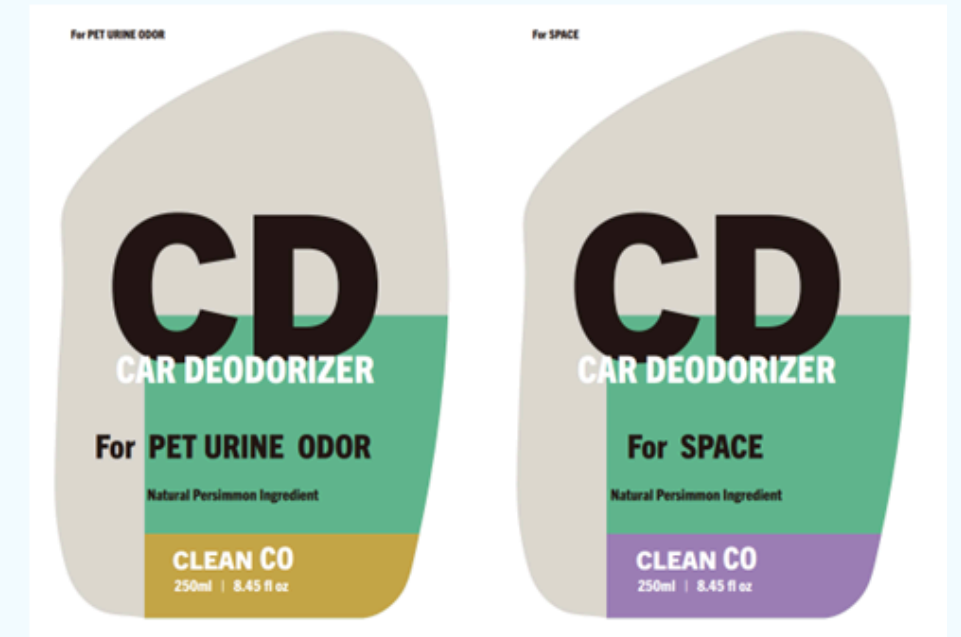 For PET URINE ODOR
CD
CAR DEODORIZER
For PET URINE ODOR
Natural Persimmon Ingredient
CLEAN CO
250ml | 8.45 fl oz
For SPACE
CD
CAR DEODORIZER
For SPACE
Natural Persimmon Ingredient
CLEAN CO
250ml | 8.45 fl oz